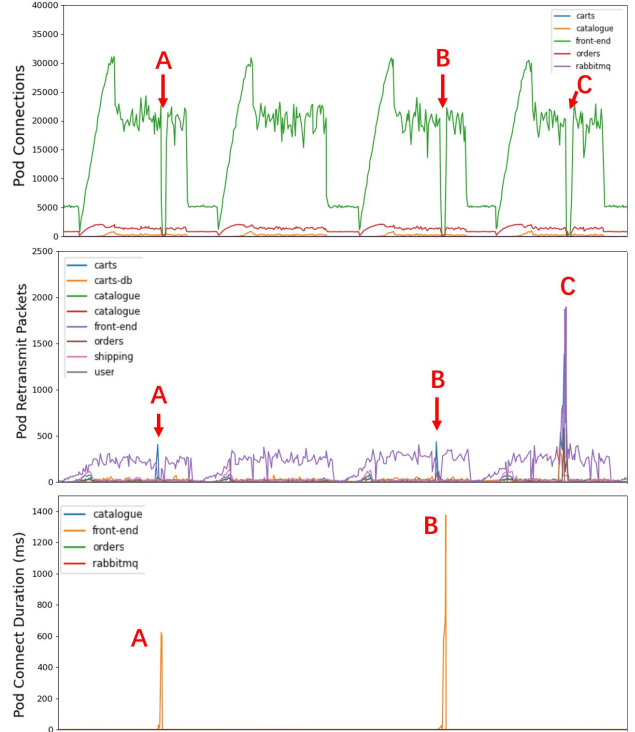 Pod Connections
40000
35000
30000
25000
20000
15000
10000
5000
0
A
B
C
carts
catalogue
front-end
orders
rabbitmq
Pod Retransmit Packets
2500
2000
1500
1000
500
0
carts
carts-db
catalogue
catalogue
front-end
orders
shipping
user
A
B
C
Pod Connect Duration (ms)
1400
1200
1000
800
600
400
200
0
catalogue
front-end
orders
rabbitmq
A
B